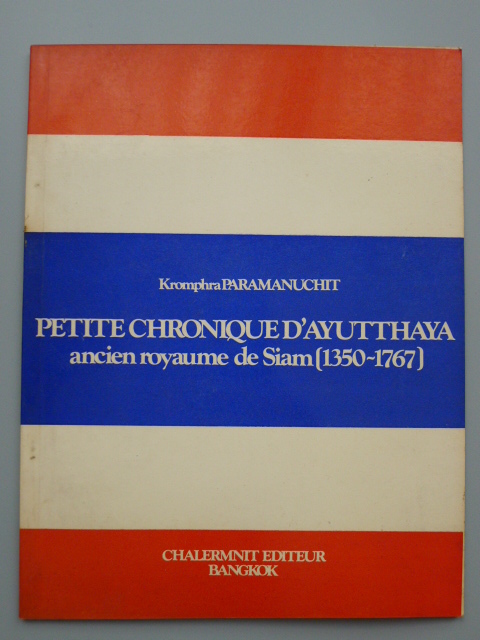 Kromphra PARAMANUCHIT
PETITE CHRONIQUE D'AYUTTHAYA
ancien royaume de Siam (1350~1767)
CHALERMNIT EDITEUR
BANGKOK